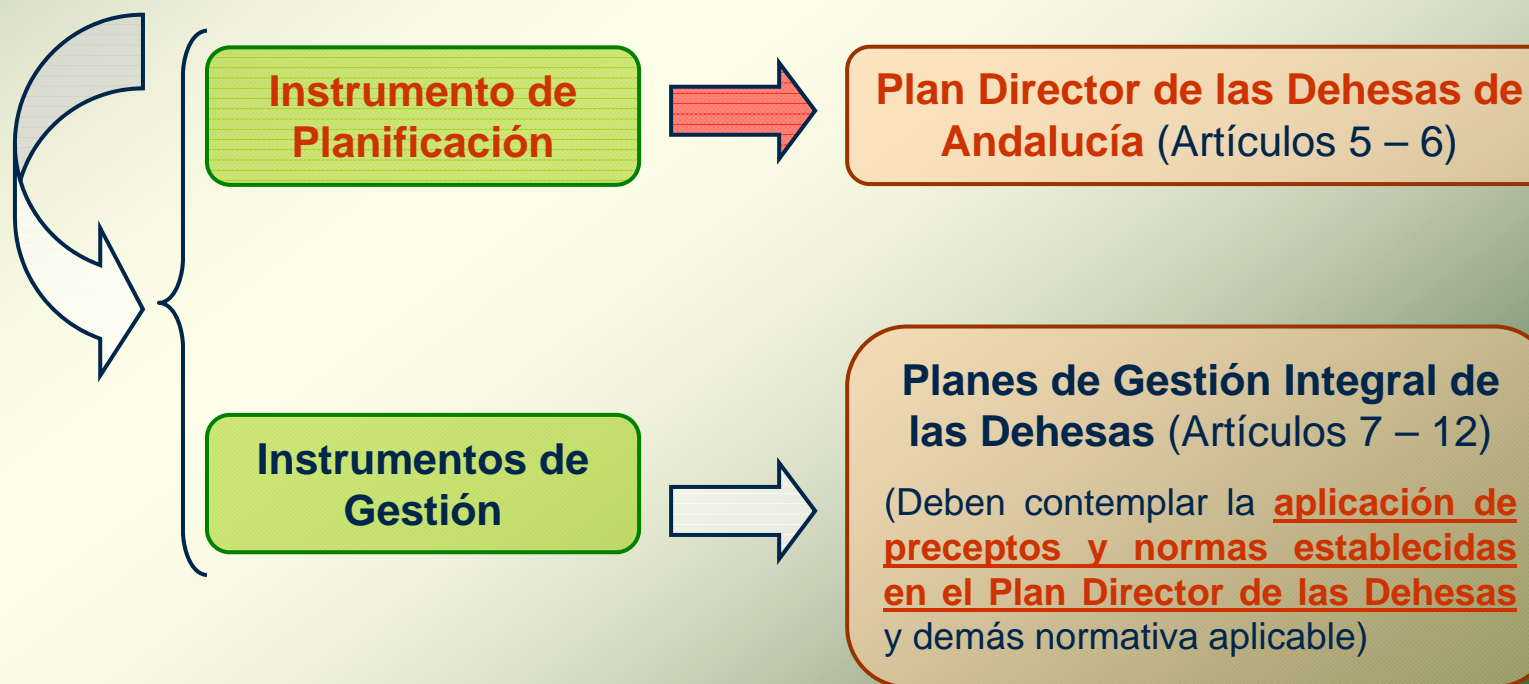 Instrumento de
Planificación
Plan Director de las Dehesas de
Andalucía (Artículos 5 – 6)
Instrumentos de
Gestión
Planes de Gestión Integral de
las Dehesas (Artículos 7 – 12)
(Deben contemplar la aplicación de
preceptos y normas establecidas
en el Plan Director de las Dehesas
y demás normativa aplicable)